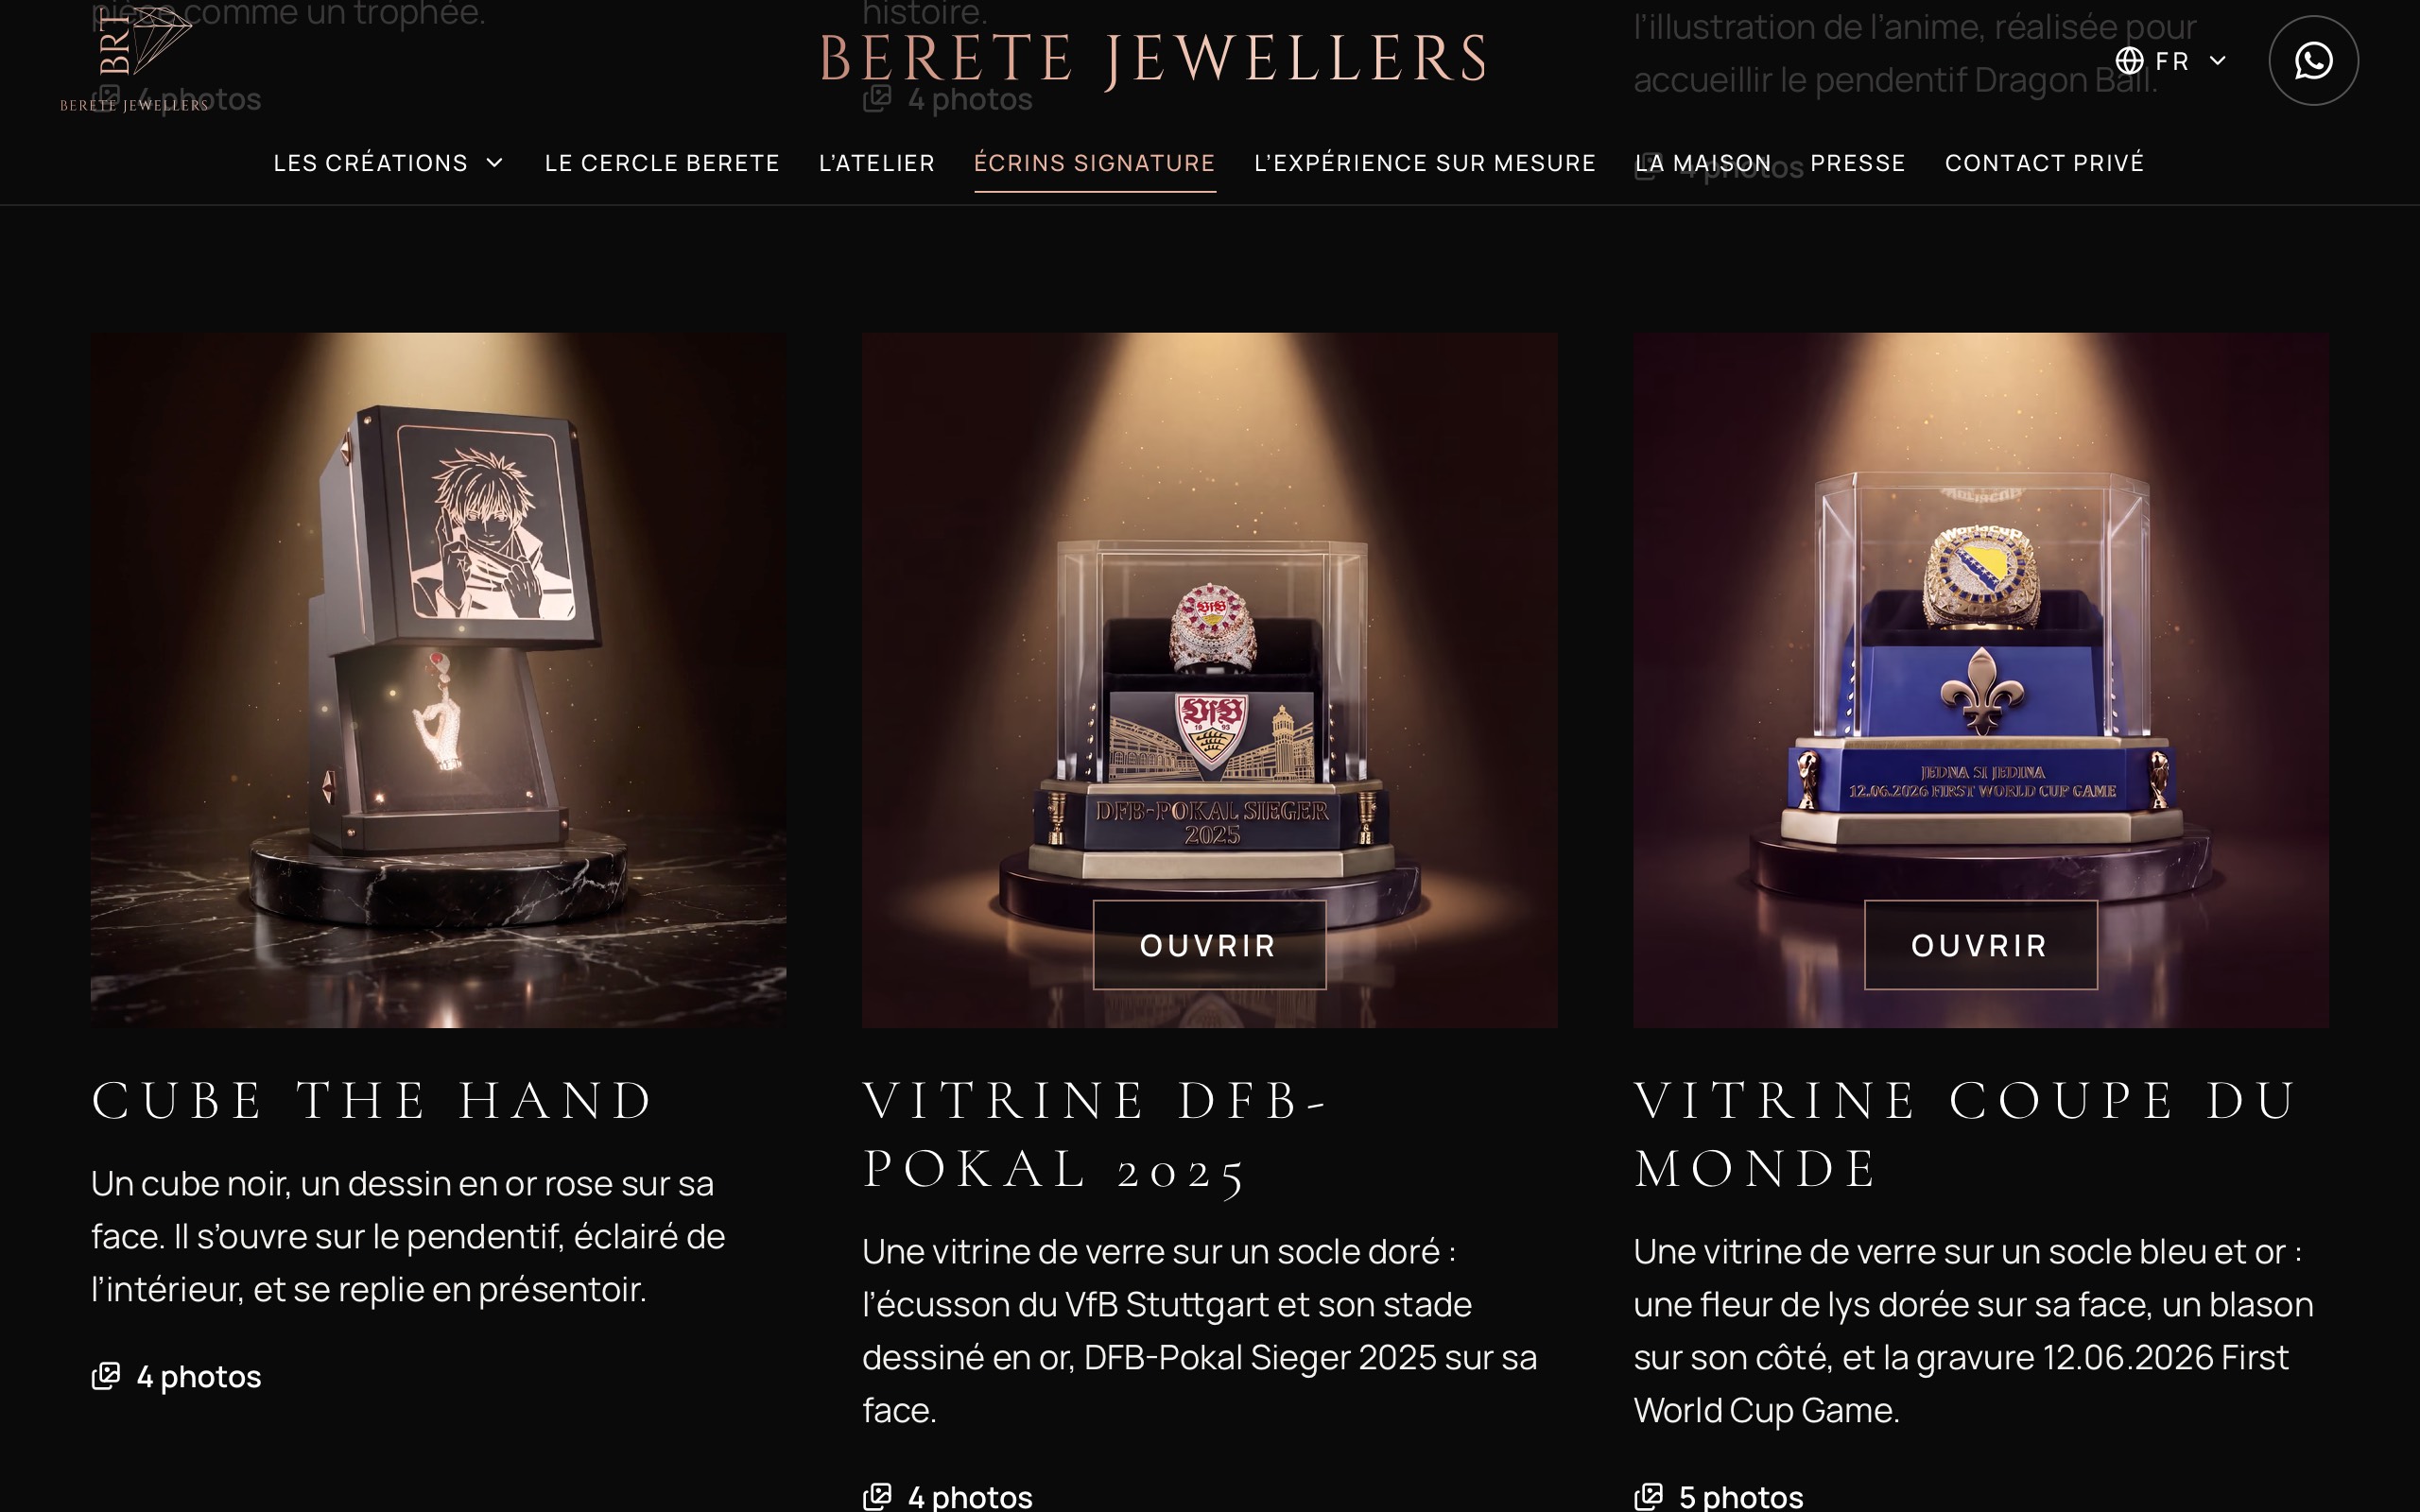 pièce comme un trophée.
histoire.
l’illustration de l’anime, réalisée pour
accueillir le pendentif Dragon Ball.
BRT
BERETE JEWELLERS
4 photos
BERETE JEWELLERS
4 photos
FR
LES CRÉATIONS
LE CERCLE BERETE
L’ATELIER
ÉCRINS SIGNATURE
L’EXPÉRIENCE SUR MESURE
LA MAISON
4 photos
PRESSE
CONTACT PRIVÉ
VfB
VfB
1893
DFB-POKAL SIEGER
2025
OUVRIR
WorldCup
JEDNA SI JEDINA
12.06.2026 FIRST WORLD CUP GAME
OUVRIR
CUBE THE HAND
Un cube noir, un dessin en or rose sur sa
face. Il s’ouvre sur le pendentif, éclairé de
l’intérieur, et se replie en présentoir.
4 photos
VITRINE DFB-
POKAL 2025
Une vitrine de verre sur un socle doré :
l’écusson du VfB Stuttgart et son stade
dessiné en or, DFB-Pokal Sieger 2025 sur sa
face.
4 photos
VITRINE COUPE DU
MONDE
Une vitrine de verre sur un socle bleu et or :
une fleur de lys dorée sur sa face, un blason
sur son côté, et la gravure 12.06.2026 First
World Cup Game.
5 photos